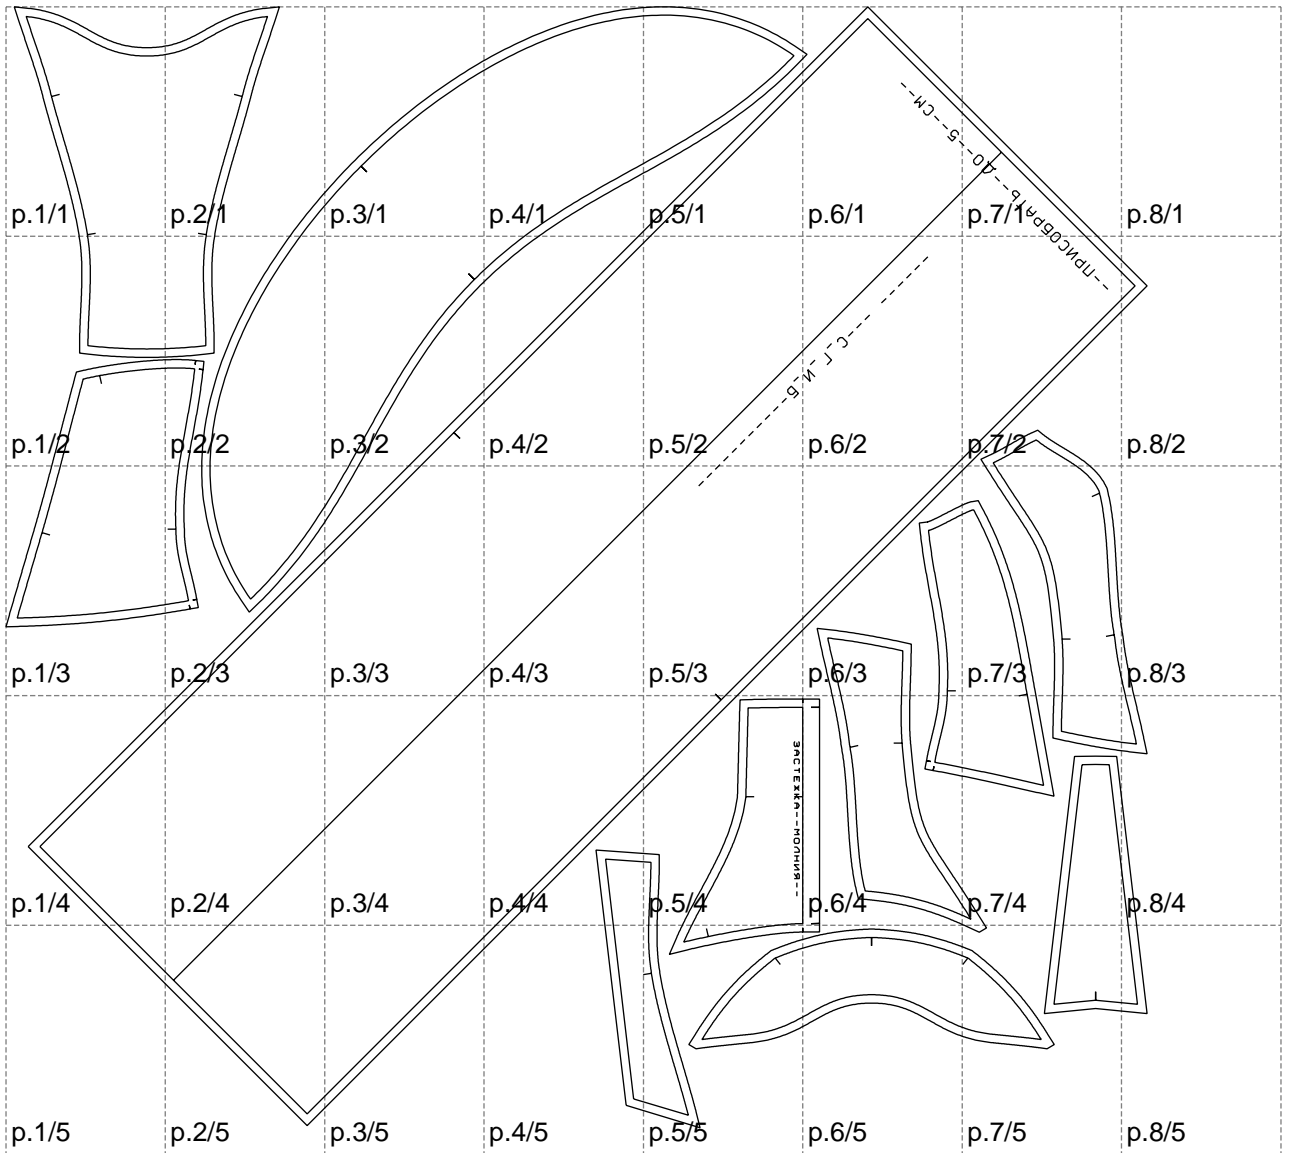 p.1/1 p.2/1 p.3/1 p.4/1 p.5/1 p.6/1 p.7/1 p.8/1
--ПРИСОБРАТЬ--ДО--5--СМ--
С Г И Б
p.1/2 p.2/2 p.3/2 p.4/2 p.5/2 p.6/2 p.7/2 p.8/2
p.1/3 p.2/3 p.3/3 p.4/3 p.5/3 p.6/3 p.7/3 p.8/3
ЗАСТЕЖКА--МОЛНИЯ--
p.1/4 p.2/4 p.3/4 p.4/4 p.5/4 p.6/4 p.7/4 p.8/4
p.1/5 p.2/5 p.3/5 p.4/5 p.5/5 p.6/5 p.7/5 p.8/5